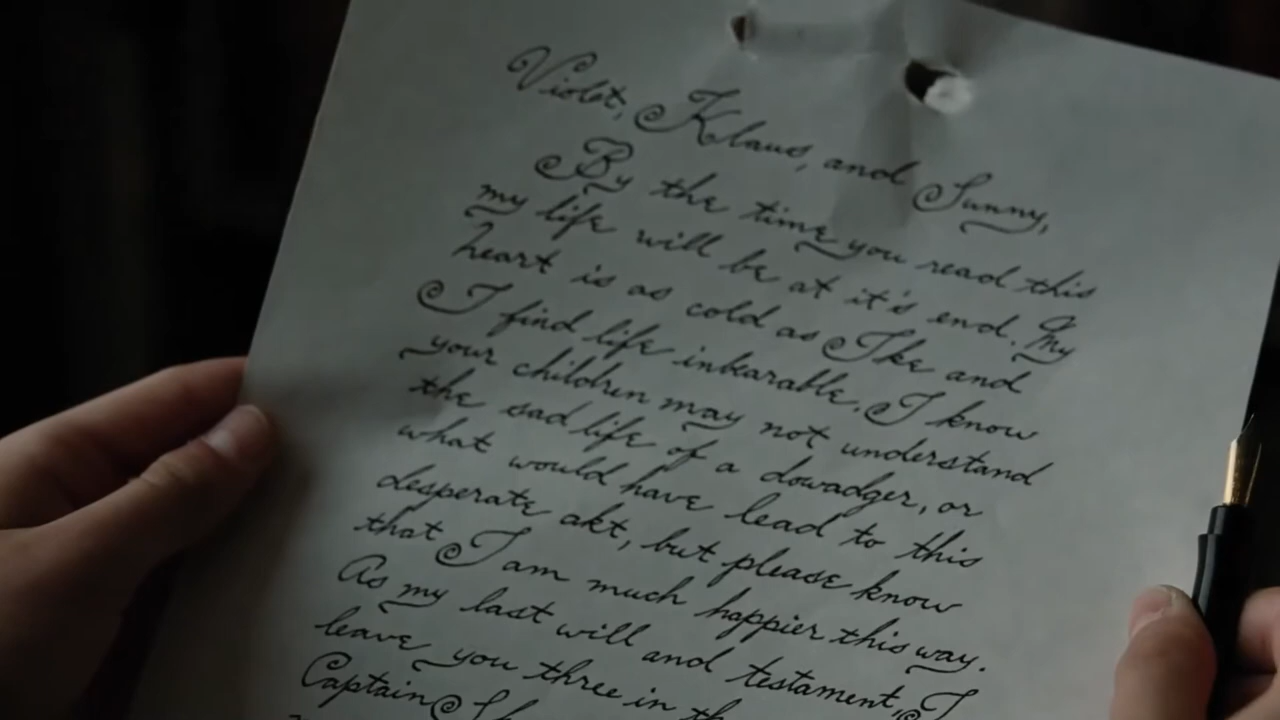 Violet, Klaus, and Sunny,
By the time you read this
my life will be at it's end. My
heart is as cold as Ike and
I find life inbearable. I know
your children may not understand
the sad life of a dowadger, or
what would have lead to this
desperate akt, but please know
that I am much happier this way.
As my last will and testament, I
leave you three in
Captain